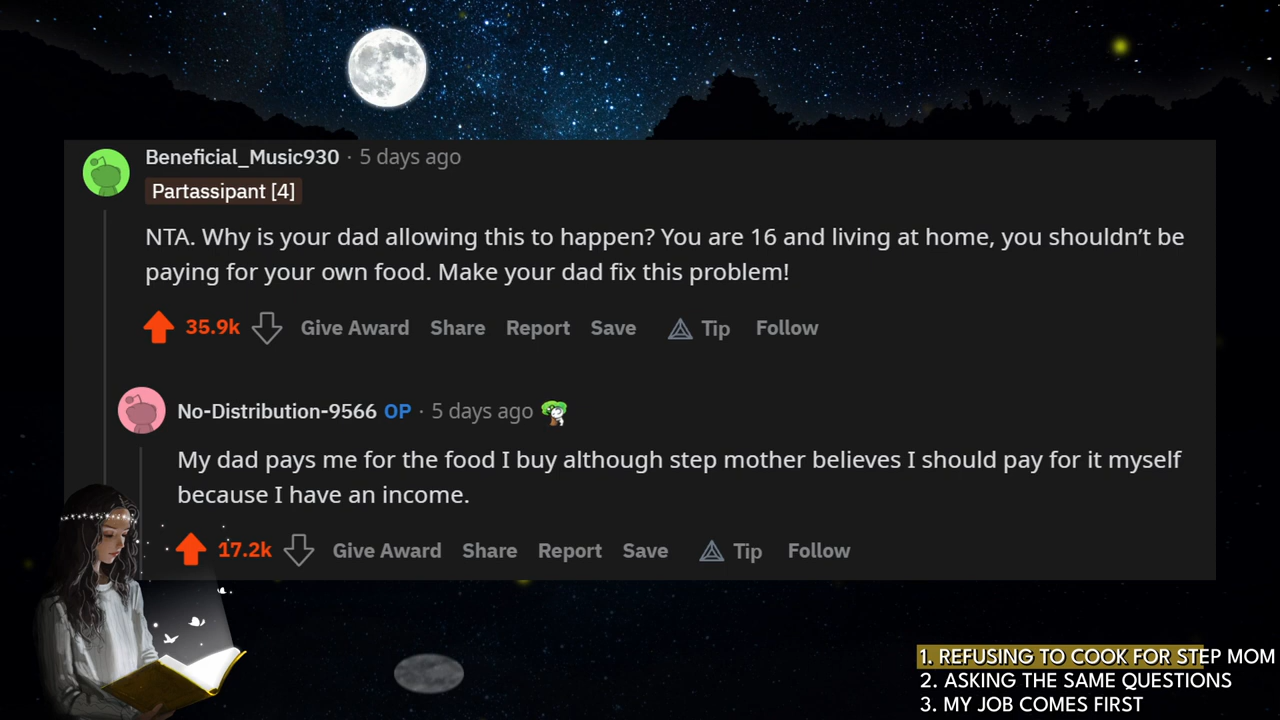 Beneficial_Music930 · 5 days ago
Partassipant [4]
NTA. Why is your dad allowing this to happen? You are 16 and living at home, you shouldn’t be
paying for your own food. Make your dad fix this problem!
35.9k Give Award Share Report Save Tip Follow
No-Distribution-9566 OP · 5 days ago
My dad pays me for the food I buy although step mother believes I should pay for it myself
because I have an income.
17.2k Give Award Share Report Save Tip Follow
1. REFUSING TO COOK FOR STEP MOM
2. ASKING THE SAME QUESTIONS
3. MY JOB COMES FIRST